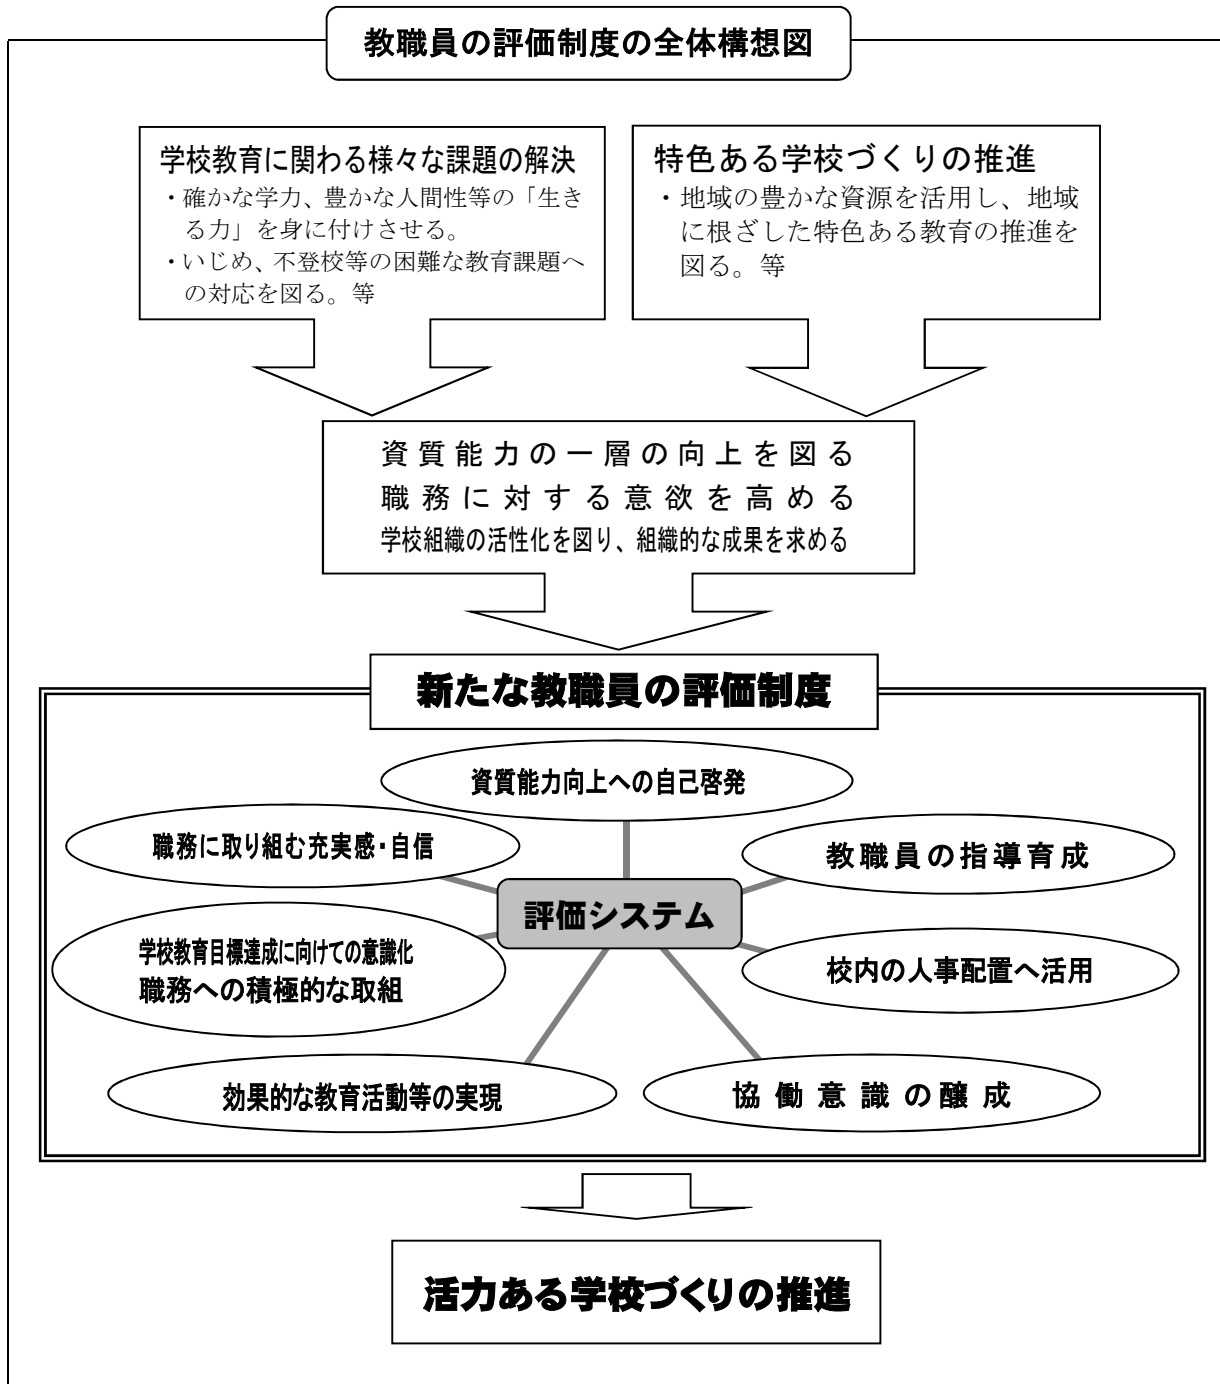 教職員の評価制度の全体構想図
学校教育に関わる様々な課題の解決
・確かな学力、豊かな人間性等の「生き
る力」を身に付けさせる。
・いじめ、不登校等の困難な教育課題へ
の対応を図る。等
特色ある学校づくりの推進
・地域の豊かな資源を活用し、地域
に根ざした特色ある教育の推進を
図る。等
資質能力の一層の向上を図る
職務に対する意欲を高める
学校組織の活性化を図り、組織的な成果を求める
新たな教職員の評価制度
資質能力向上への自己啓発
職務に取り組む充実感・自信
教職員の指導育成
評価システム
学校教育目標達成に向けての意識化
職務への積極的な取組
校内の人事配置へ活用
効果的な教育活動等の実現
協働意識の醸成
活力ある学校づくりの推進